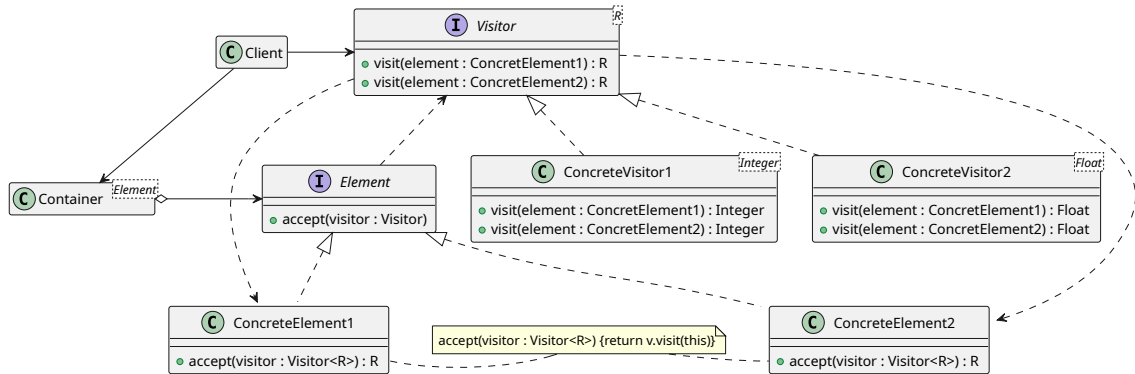 Visitor
R
visit(element : ConcretElement1) : R
visit(element : ConcretElement2) : R
C Client
C Container
Element
I Element
accept(visitor : Visitor)
C ConcreteVisitor1
Integer
visit(element : ConcretElement1) : Integer
visit(element : ConcretElement2) : Integer
C ConcreteVisitor2
Float
visit(element : ConcretElement1) : Float
visit(element : ConcretElement2) : Float
C ConcreteElement1
accept(visitor : Visitor<R>) : R
accept(visitor : Visitor<R>) {return v.visit(this)}
C ConcreteElement2
accept(visitor : Visitor<R>) : R